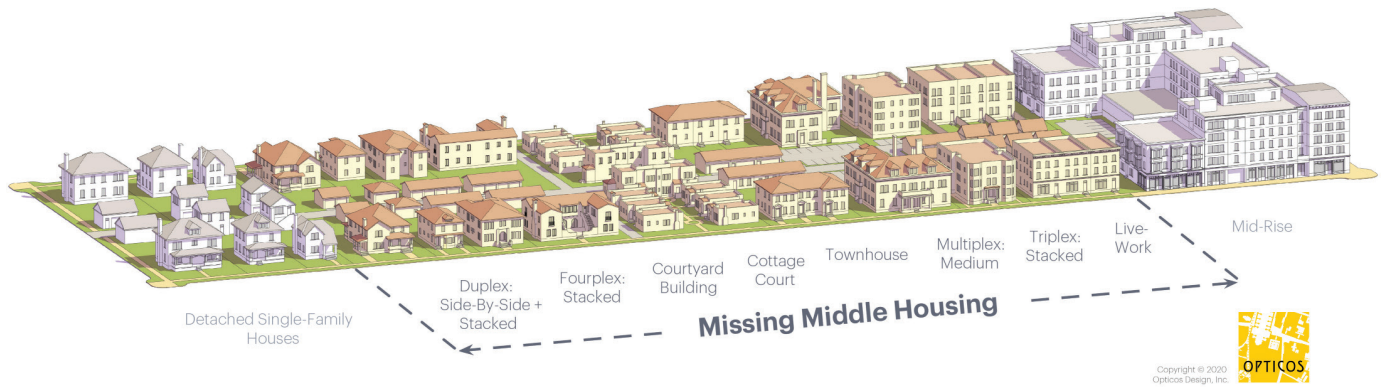 Detached Single-Family
Houses
Duplex:
Side-By-Side +
Stacked
Fourplex:
Stacked
Courtyard
Building
Cottage
Court
Townhouse
Multiplex:
Medium
Triplex:
Stacked
Live-
Work
Mid-Rise
Missing Middle Housing
Copyright © 2020
Opticos Design, Inc.
OPTICOS